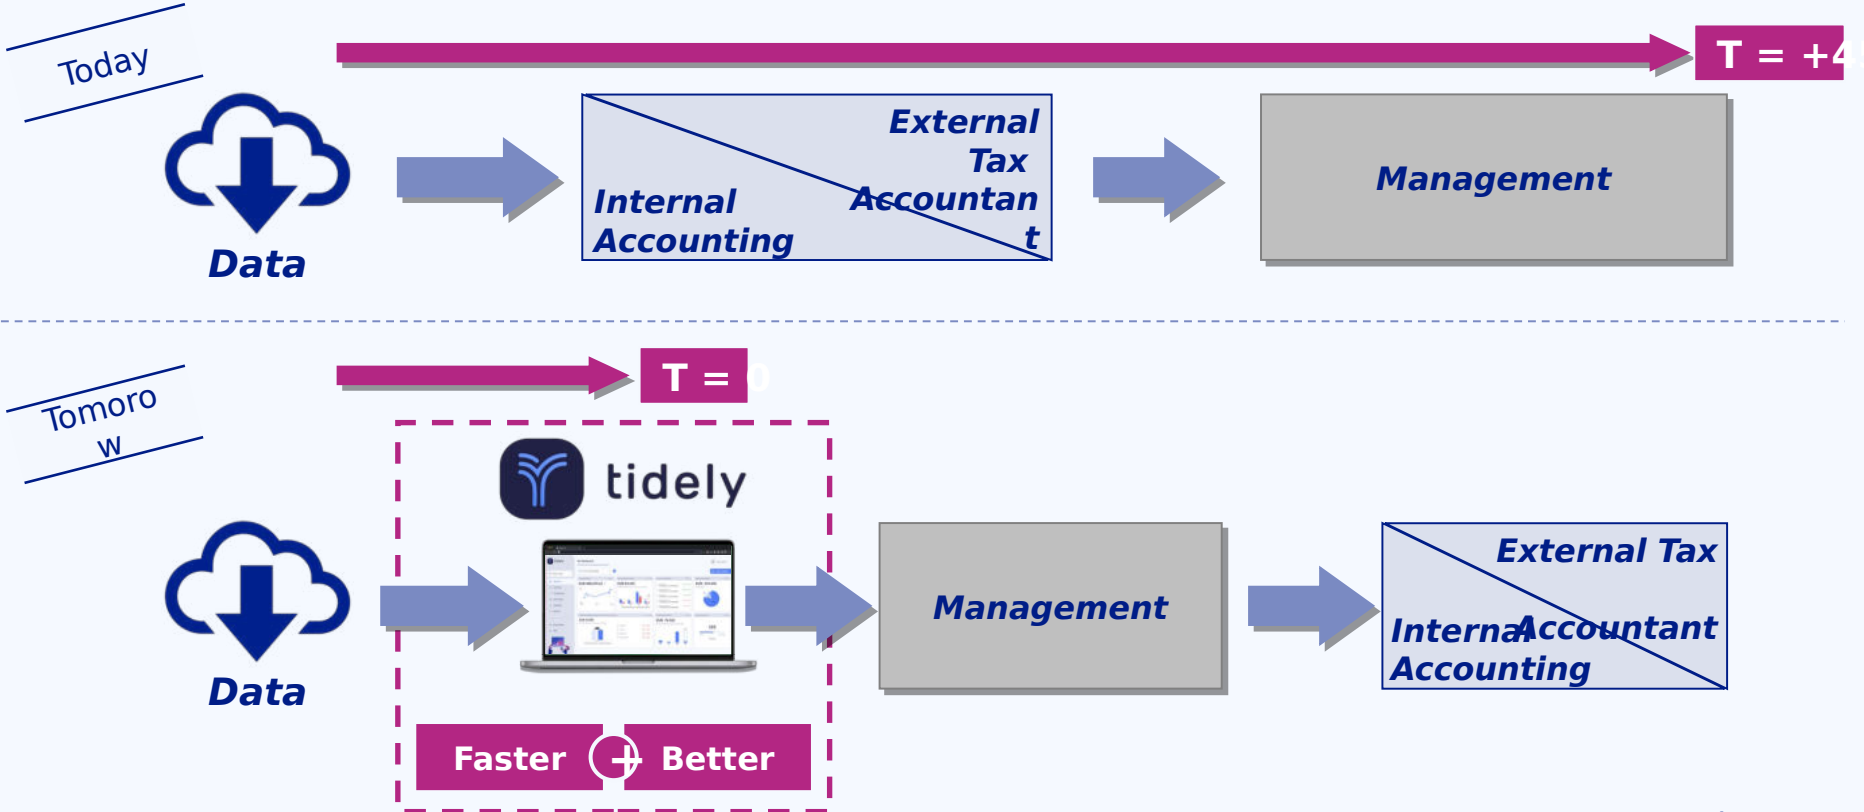 Today
T = +4
Data
Internal
Accounting
External
Tax
Accountan
t
Management
Tomoro
w
T = 0
tidely
Data
Management
External Tax
Accountant
Internal
Accounting
Faster
+
Better